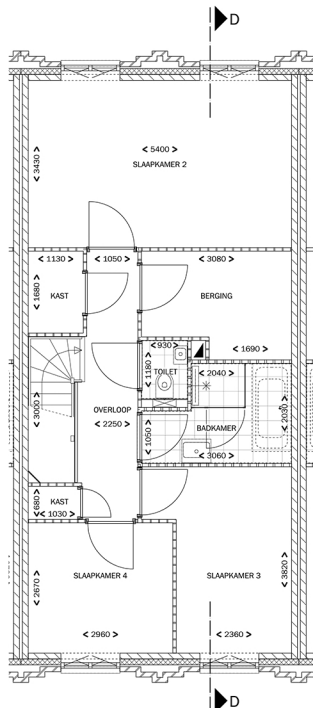 D
< 5400 >
SLAAPKAMER 2
< 3430 >
< 1130 >
< 1050 >
< 3080 >
< 1680 >
KAST
BERGING
< 930 >
< 1690 >
< 1180 >
TOILET
< 2040 >
< 3000 >
OVERLOOP
< 2250 >
< 1050 >
BADKAMER
< 2030 >
< 3060 >
< 680 >
KAST
< 1030 >
< 2670 >
SLAAPKAMER 4
SLAAPKAMER 3
< 3820 >
< 2960 >
< 2360 >
D